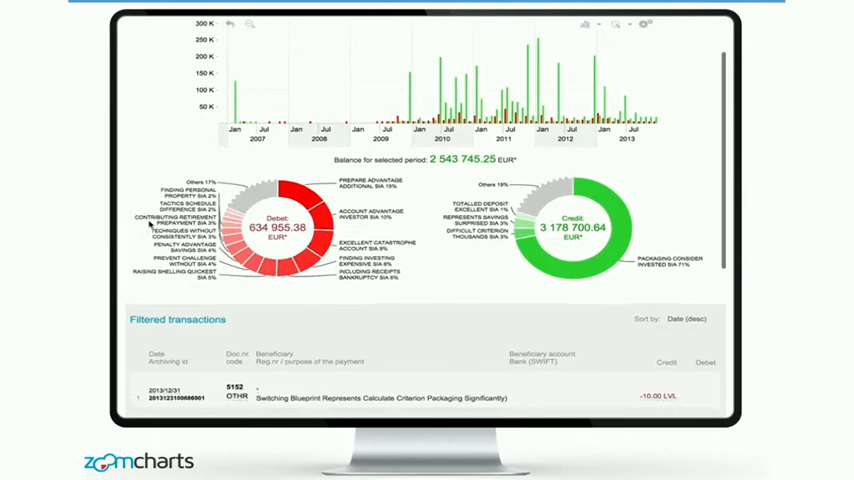 300 K
250 K
200 K
150 K
100 K
50 K
Jan Jul Jan Jul Jan Jul Jan Jul Jan Jul Jan Jul Jan Jul
2007 2008 2009 2010 2011 2012 2013
Balance for selected period: 2 543 745.25 EUR*
Others 17%
FINDING PERSONAL
PROPERTY SIA 2%
TACTICS SCHEDULE
DIFFERENCE SIA 2%
CONTRIBUTING RETIREMENT
PREPAYMENT SIA 3%
TECHNIQUES WITHOUT
CONSISTENTLY SIA 3%
PENALTY ADVANTAGE
SAVINGS SIA 4%
PREVENT CHALLENGE
WITHOUT SIA 4%
RAISING SHELLING QUICKEST
SIA 5%
Debet:
634 955.38
EUR*
PREPARE ADVANTAGE
ADDITIONAL SIA 15%
ACCOUNT ADVANTAGE
INVESTOR SIA 10%
EXCELLENT CATASTROPHE
ACCOUNT SIA 9%
FINDING INVESTING
EXPENSIVE SIA 8%
INCLUDING RECEIPTS
BANKRUPTCY SIA 6%
Others 19%
TOTALLED DEPOSIT
EXCELLENT SIA 1%
REPRESENTS SAVINGS
SURPRISED SIA 3%
DIFFICULT CRITERION
THOUSANDS SIA 3%
Credit:
3 178 700.64
EUR*
PACKAGING CONSIDER
INVESTED SIA 71%
Filtered transactions
Sort by: Date (desc)
Date
Archiving id
Doc.nr.
code
Beneficiary
Reg.nr / purpose of the payment
Beneficiary account
Bank (SWIFT)
Credit Debet
1
2013/12/31
2013123100686901
5152
OTHR
-
Switching Blueprint Represents Calculate Criterion Packaging Significantly)
-10.00 LVL
zoomcharts